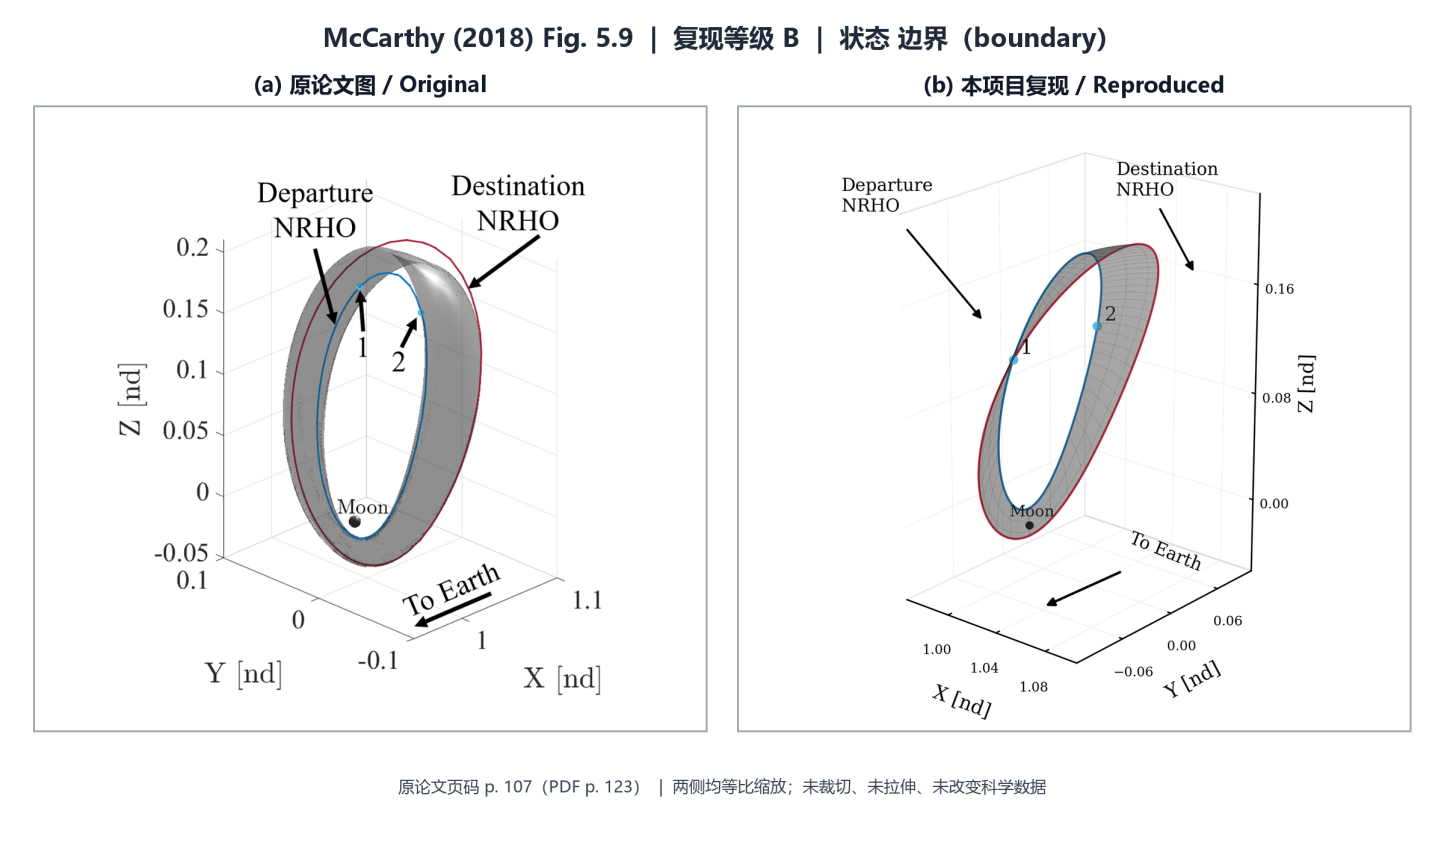 McCarthy (2018) Fig. 5.9 | 复现等级 B | 状态 边界 (boundary)
(a) 原论文图 / Original
Departure
NRHO
Destination
NRHO
0.2
0.15
0.1
0.05
0
-0.05
Z [nd]
1
2
Moon
To Earth
0.1
0
-0.1
Y [nd]
1
1.1
X [nd]
(b) 本项目复现 / Reproduced
Departure
NRHO
Destination
NRHO
1
2
Moon
To Earth
0.16
0.08
0.00
Z [nd]
1.00
1.04
1.08
X [nd]
−0.06
0.00
0.06
Y [nd]
原论文页码 p. 107（PDF p. 123） | 两侧均等比缩放；未裁切、未拉伸、未改变科学数据